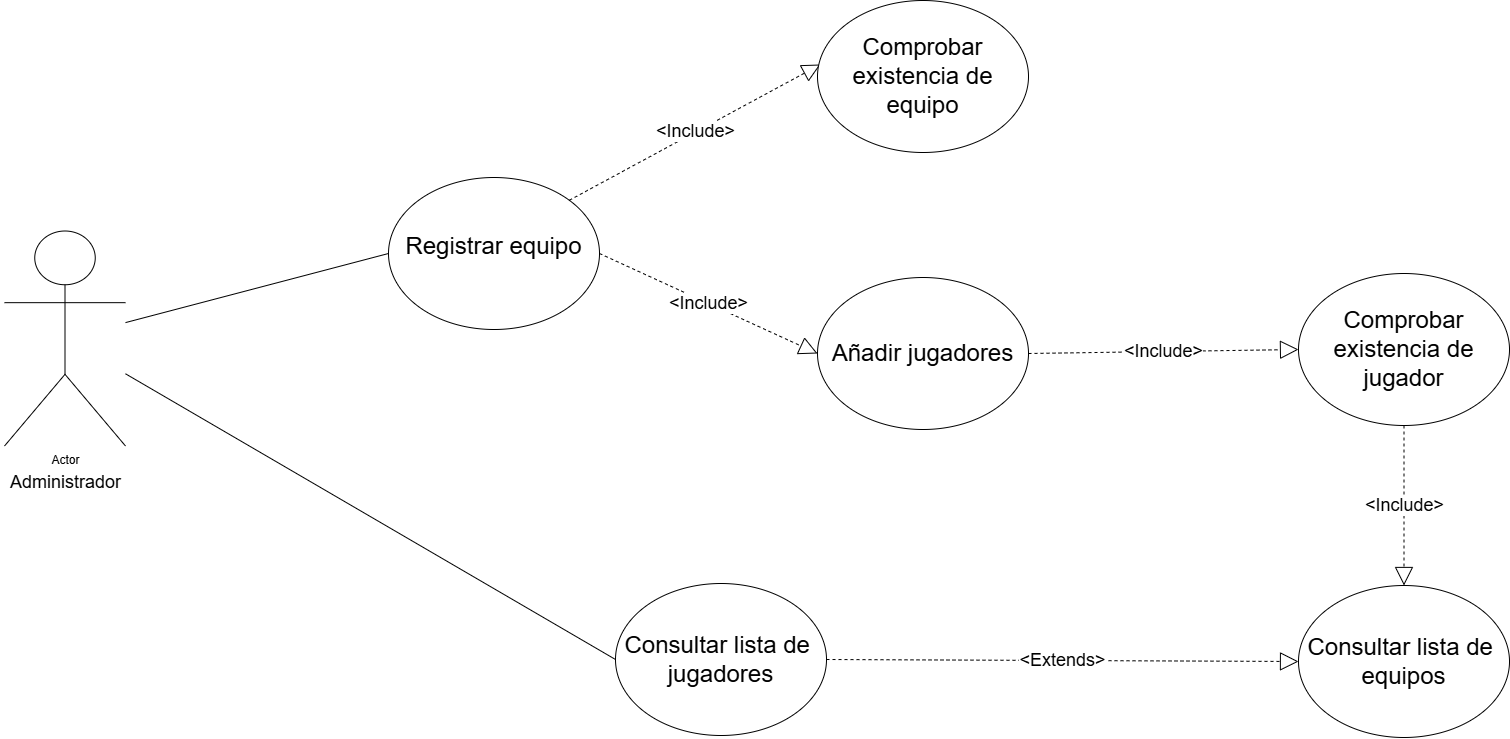 Comprobar
existencia de
equipo
<Include>
Registrar equipo
<Include>
Añadir jugadores
<Include>
Comprobar
existencia de
jugador
Actor
Administrador
<Include>
Consultar lista de
jugadores
<Extends>
Consultar lista de
equipos